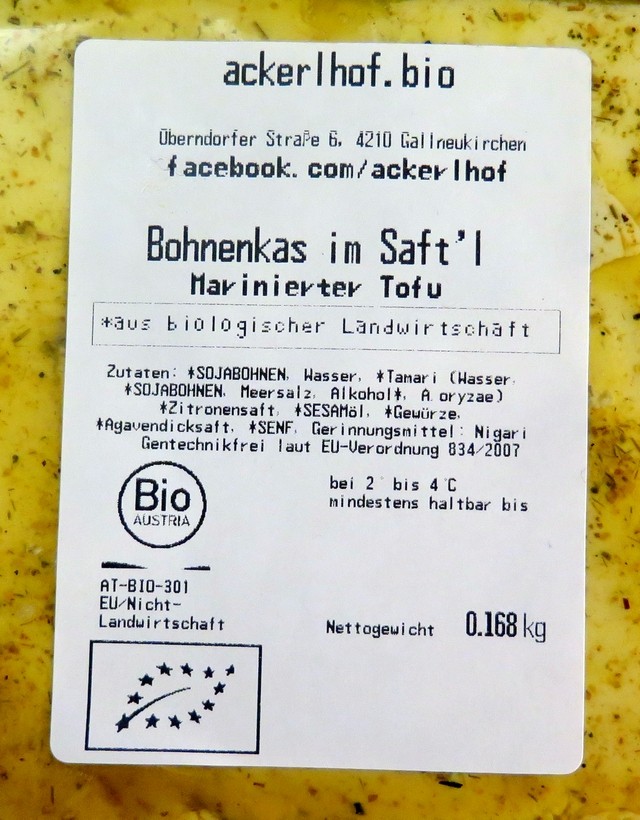 ackerlhof.bio
Oberndorfer Straße 6, 4210 Gallneukirchen
facebook.com/ackerlhof
Bohnenkas im Saft'l
Marinierter Tofu
*aus biologischer Landwirtschaft
Zutaten: *SOJABOHNEN, Wasser, *Tamari (Wasser,
*SOJABOHNEN, Meersalz, Alkohol*, A.oryzae)
*Zitronensaft, *SESAMöl, *Gewürze,
*Agavendicksaft, *SENF, Gerinnungsmittel: Nigari
Gentechnikfrei laut EU-Verordnung 834/2007
Bio
AUSTRIA
bei 2° bis 4°C
mindestens haltbar bis
AT-BIO-301
EU/Nicht-
Landwirtschaft
Nettogewicht 0.168 kg